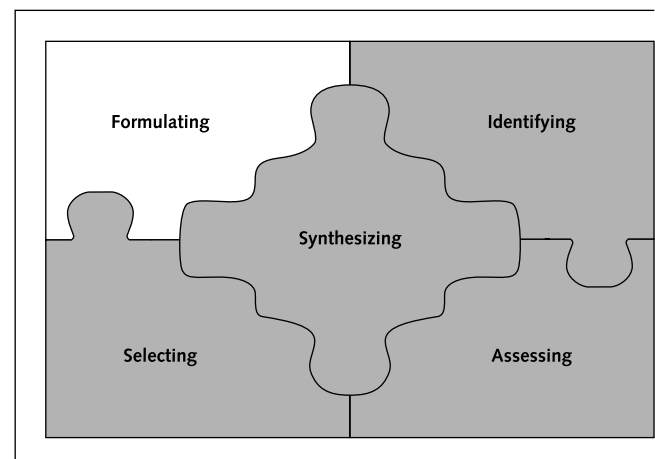 Formulating
Identifying
Synthesizing
Selecting
Assessing